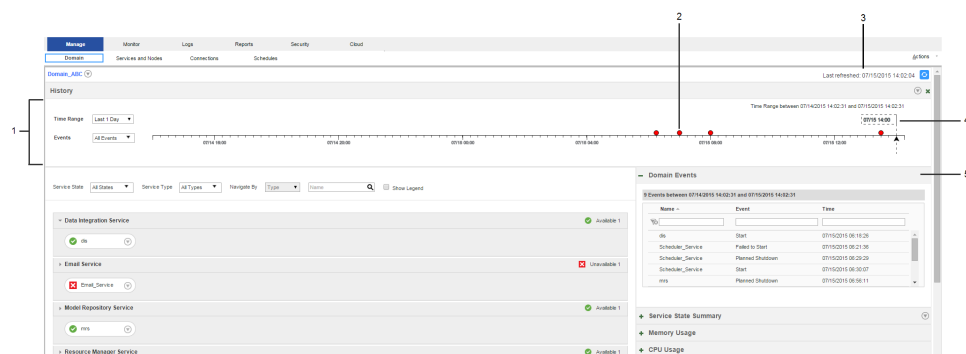 2
3
Manage Monitor Logs Reports Security Cloud
Domain Services and Nodes Connections Schedules Actions
Domain_ABC Last refreshed: 07/15/2015 14:02:04
History
Time Range between 07/14/2015 14:02:31 and 07/15/2015 14:02:31
Time Range Last 1 Day 07/15 14:00 4
1
Events All Events
07/14 16:00 07/14 20:00 07/15 00:00 07/15 04:00 07/15 08:00 07/15 12:00
Domain Events 5
Service State All States Service Type All Types Navigate By Type Name Show Legend
9 Events between 07/14/2015 14:02:31 and 07/15/2015 14:02:31
Name Event Time
Data Integration Service Available 1
dis
dis Start 07/15/2015 06:18:26
Scheduler_Service Failed to Start 07/15/2015 06:21:36
Scheduler_Service Planned Shutdown 07/15/2015 06:29:29
Email Service Unavailable 1
Scheduler_Service Start 07/15/2015 06:30:07
mrs Planned Shutdown 07/15/2015 06:56:11
Email_Service
Model Repository Service Available 1
Service State Summary
mrs
Memory Usage
Resource Manager Service Available 1
CPU Usage